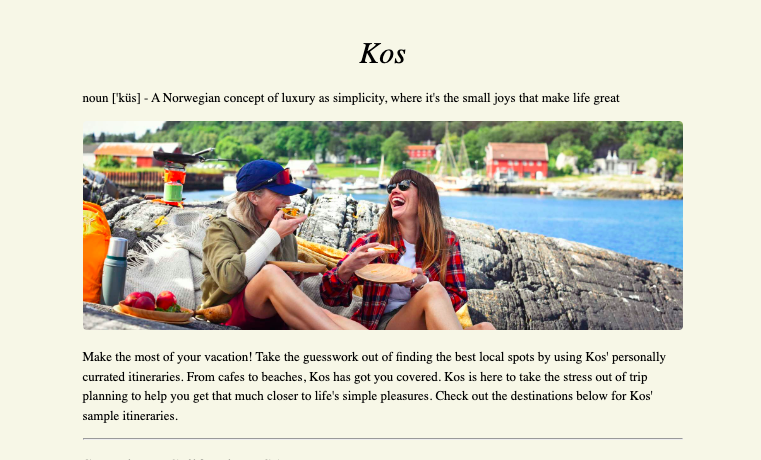 Kos
noun ['küs] - A Norwegian concept of luxury as simplicity, where it's the small joys that make life great
Make the most of your vacation! Take the guesswork out of finding the best local spots by using Kos' personally
currated itineraries. From cafes to beaches, Kos has got you covered. Kos is here to take the stress out of trip
planning to help you get that much closer to life's simple pleasures. Check out the destinations below for Kos'
sample itineraries.